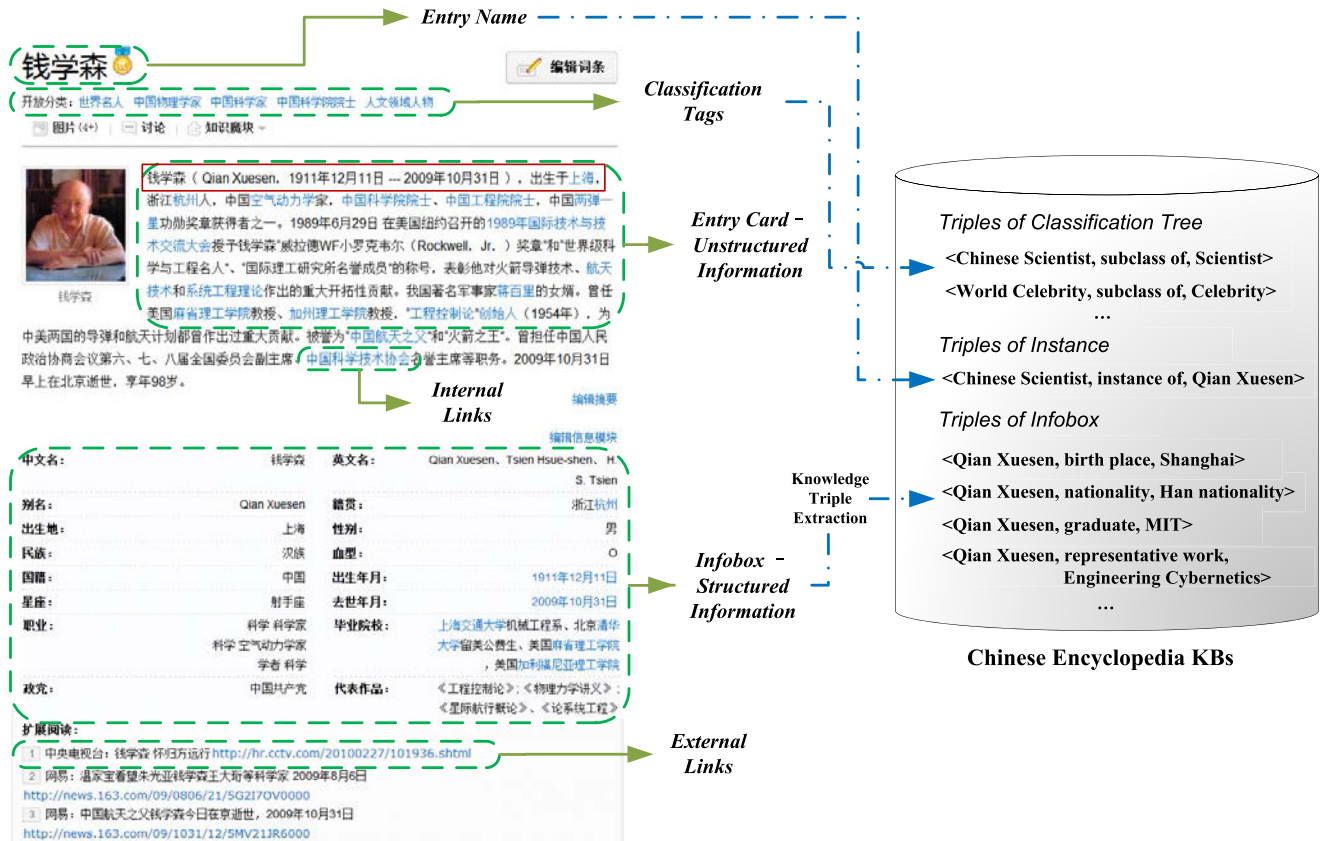 Entry Name
钱学森
编辑词条
开放分类：世界名人 中国物理学家 中国科学家 中国科学院院士 人文领域人物
图片(4+) 讨论 知识魔块
Classification
Tags
钱学森（ Qian Xuesen，1911年12月11日 --- 2009年10月31日 ），出生于上海，
浙江杭州人，中国空气动力学家，中国科学院院士、中国工程院院士，中国两弹一
星功勋奖章获得者之一。1989年6月29日 在美国纽约召开的1989年国际技术与技
术交流大会授予钱学森"威拉德WF小罗克韦尔（Rockwell. Jr. ）奖章"和"世界级科
学与工程名人"、"国际理工研究所名誉成员"的称号，表彰他对火箭导弹技术、航天
技术和系统工程理论作出的重大开拓性贡献。我国著名军事家蒋百里的女婿。曾任
美国麻省理工学院教授、加州理工学院教授，"工程控制论"创始人（1954年），为
中美两国的导弹和航天计划都曾作出过重大贡献。被誉为"中国航天之父"和"火箭之王"。曾担任中国人民
政治协商会议第六、七、八届全国委员会副主席、中国科学技术协会名誉主席等职务。2009年10月31日
早上在北京逝世，享年98岁。
钱学森
Entry Card –
Unstructured
Information
Internal
Links
编辑摘要
编辑信息模块
中文名： 钱学森 英文名： Qian Xuesen、Tsien Hsue-shen、 H.
S. Tsien
别名： Qian Xuesen 籍贯： 浙江杭州
出生地： 上海 性别： 男
民族： 汉族 血型： O
国籍： 中国 出生年月： 1911年12月11日
星座： 射手座 去世年月： 2009年10月31日
职业： 科学 科学家 毕业院校： 上海交通大学机械工程系、北京清华
科学 空气动力学家 大学留美公费生、美国麻省理工学院
学者 科学 ，美国加利福尼亚理工学院
政党： 中国共产党 代表作品： 《工程控制论》；《物理力学讲义》；
《星际航行概论》、《论系统工程》
Infobox –
Structured
Information
Knowledge
Triple
Extraction
扩展阅读：
1 中央电视台：钱学森 怀归方远行http://hr.cctv.com/20100227/101936.shtml
2 网易：温家宝看望朱光亚钱学森王大珩等科学家 2009年8月6日
http://news.163.com/09/0806/21/5G2I7OV0000
3 网易：中国航天之父钱学森今日在京逝世，2009年10月31日
http://news.163.com/09/1031/12/5MV21JR6000
External
Links
Triples of Classification Tree
<Chinese Scientist, subclass of, Scientist>
<World Celebrity, subclass of, Celebrity>
...
Triples of Instance
<Chinese Scientist, instance of, Qian Xuesen>
Triples of Infobox
<Qian Xuesen, birth place, Shanghai>
<Qian Xuesen, nationality, Han nationality>
<Qian Xuesen, graduate, MIT>
<Qian Xuesen, representative work,
Engineering Cybernetics>
...
Chinese Encyclopedia KBs